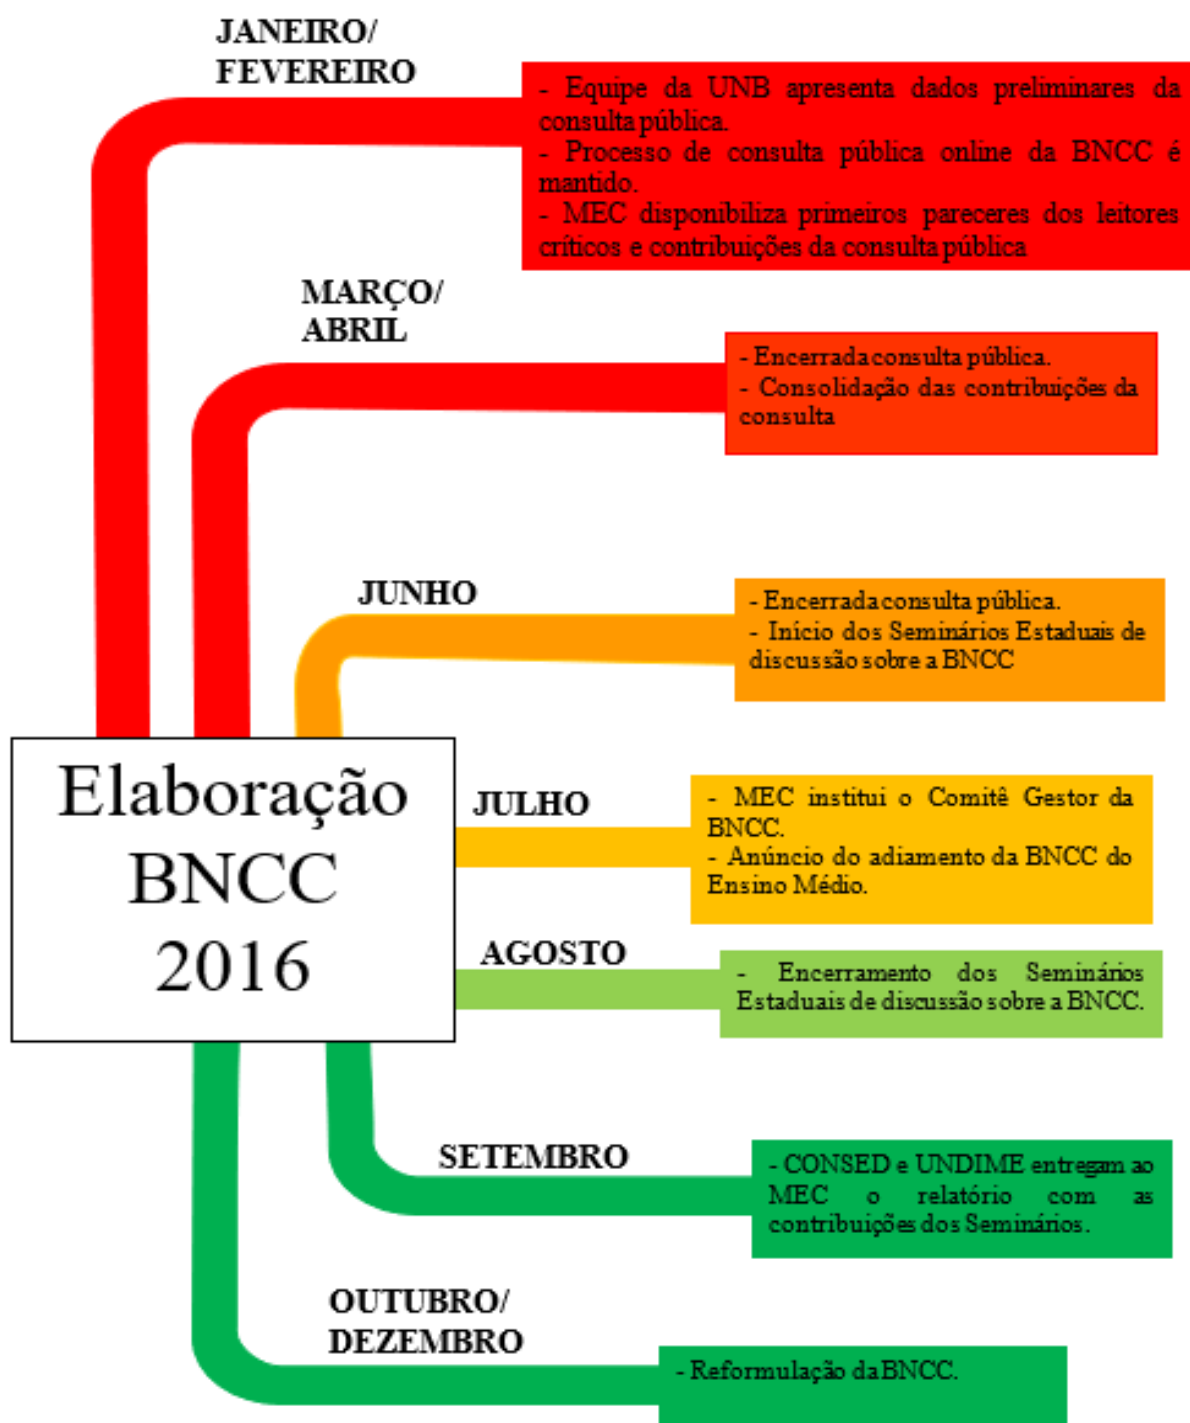 JANEIRO/
FEVEREIRO
- Equipe da UNB apresenta dados preliminares da
consulta pública.
- Processo de consulta pública online da BNCC é
mantido.
- MEC disponibiliza primeiros pareceres dos leitores
críticos e contribuições da consulta pública
MARÇO/
ABRIL
- Encerrada consulta pública.
- Consolidação das contribuições da
consulta
JUNHO
- Encerrada consulta pública.
- Início dos Seminários Estaduais de
discussão sobre a BNCC
Elaboração
BNCC
2016
JULHO
- MEC institui o Comitê Gestor da
BNCC.
- Anúncio do adiamento da BNCC do
Ensino Médio.
AGOSTO
- Encerramento dos Seminários
Estaduais de discussão sobre a BNCC.
SETEMBRO
- CONSED e UNDIME entregam ao
MEC o relatório com as
contribuições dos Seminários.
OUTUBRO/
DEZEMBRO
- Reformulação da BNCC.